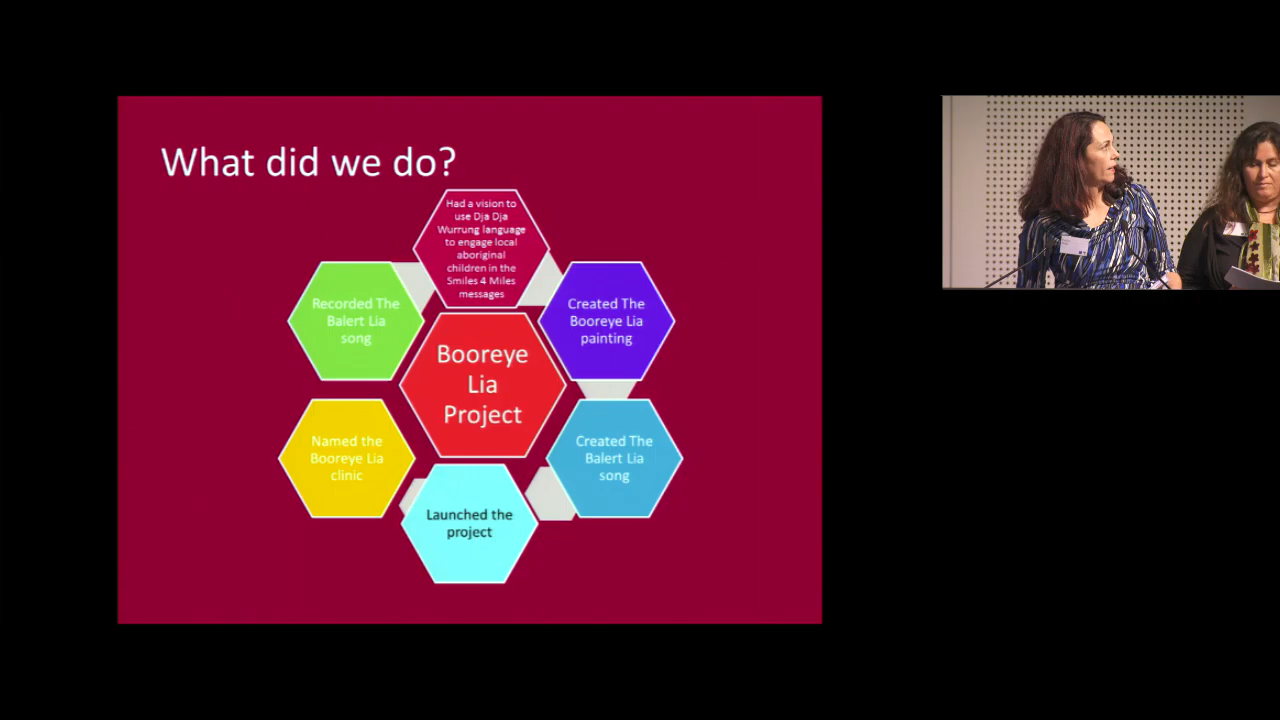 What did we do?
Had a vision to
use Dja Dja
Wurrung language
to engage local
aboriginal
children in the
Smiles 4 Miles
messages
Created The
Booreye Lia
painting
Created The
Balert Lia
song
Launched the
project
Named the
Booreye Lia
clinic
Recorded The
Balert Lia
song
Booreye
Lia
Project